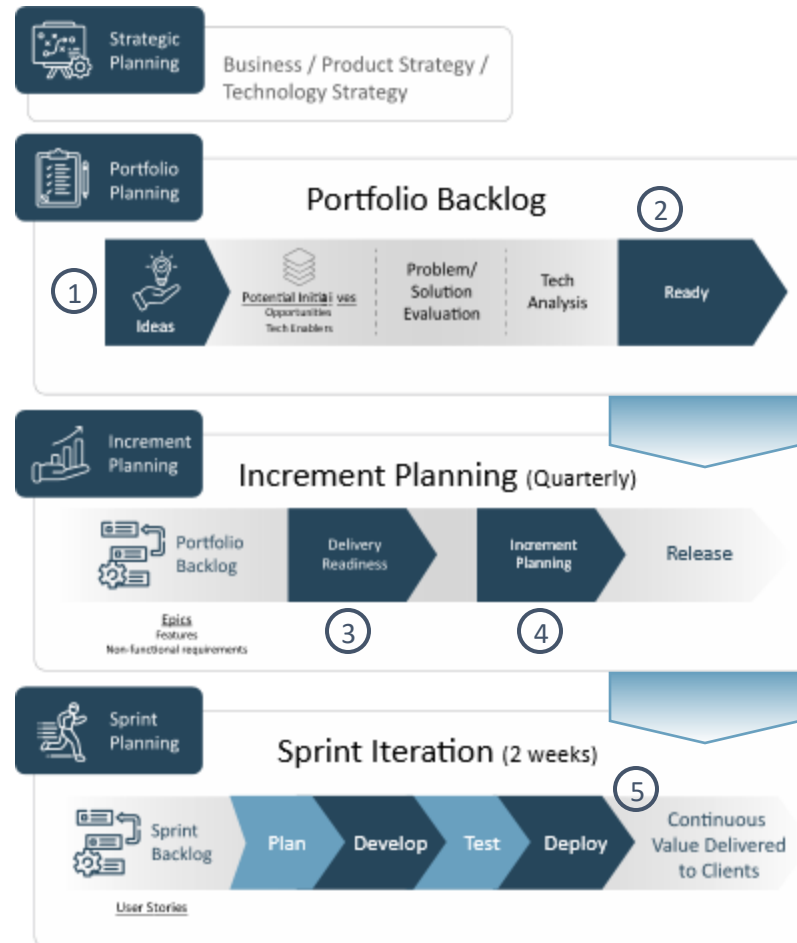 Strategic
Planning
Business / Product Strategy /
Technology Strategy
Portfolio
Planning
Portfolio Backlog
2
1
Ideas
Potential Initiai ves
Opportunities
Tech Enablers
Problem/
Solution
Evaluation
Tech
Analysis
Ready
Increment
Planning
Increment Planning (Quarterly)
Portfolio
Backlog
Delivery
Readiness
Increment
Planning
Release
Epics
Features
Non-functional requirements
3
4
Sprint
Planning
Sprint Iteration (2 weeks)
5
Sprint
Backlog
Plan
Develop
Test
Deploy
Continuous
Value Delivered
to Clients
User Stories